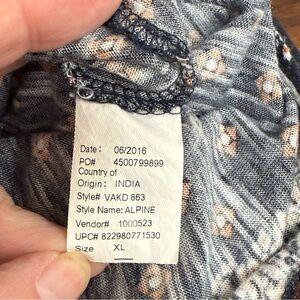 Date: 06/2016
PO# 4500799899
Country of
Origin: INDIA
Style# VAKD 863
Style Name: ALPINE
Vendor# 1000523
UPC# 822980771530
Size XL